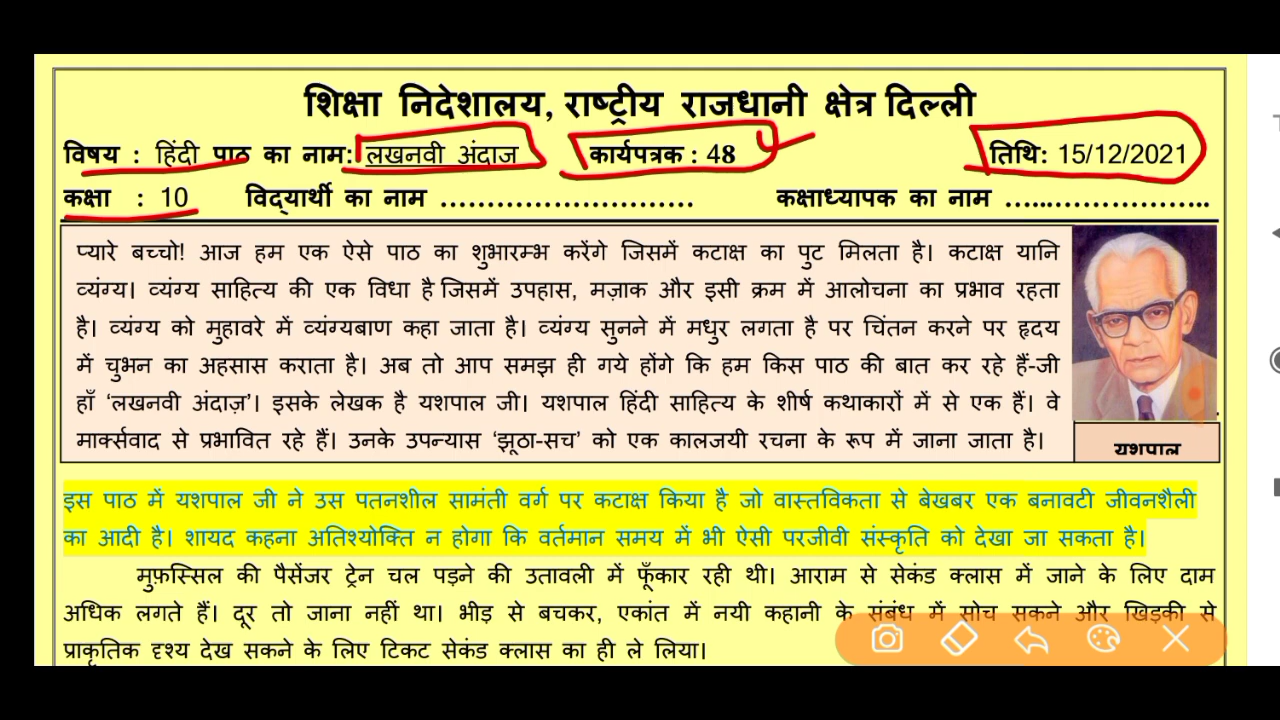 शिक्षा निदेशालय, राष्ट्रीय राजधानी क्षेत्र दिल्ली
विषय : हिंदी पाठ का नाम: लखनवी अंदाज कार्यपत्रक : 48 तिथि: 15/12/2021
कक्षा : 10 विद्यार्थी का नाम ............................ कक्षाध्यापक का नाम ........................
प्यारे बच्चो! आज हम एक ऐसे पाठ का शुभारम्भ करेंगे जिसमें कटाक्ष का पुट मिलता है। कटाक्ष यानि
व्यंग्य। व्यंग्य साहित्य की एक विधा है जिसमें उपहास, मज़ाक और इसी क्रम में आलोचना का प्रभाव रहता
है। व्यंग्य को मुहावरे में व्यंग्यबाण कहा जाता है। व्यंग्य सुनने में मधुर लगता है पर चिंतन करने पर हृदय
में चुभन का अहसास कराता है। अब तो आप समझ ही गये होंगे कि हम किस पाठ की बात कर रहे हैं-जी
हाँ ‘लखनवी अंदाज़’। इसके लेखक है यशपाल जी। यशपाल हिंदी साहित्य के शीर्ष कथाकारों में से एक हैं। वे
मार्क्सवाद से प्रभावित रहे हैं। उनके उपन्यास ‘झूठा-सच’ को एक कालजयी रचना के रूप में जाना जाता है।
यशपाल
इस पाठ में यशपाल जी ने उस पतनशील सामंती वर्ग पर कटाक्ष किया है जो वास्तविकता से बेखबर एक बनावटी जीवनशैली
का आदी है। शायद कहना अतिश्योक्ति न होगा कि वर्तमान समय में भी ऐसी परजीवी संस्कृति को देखा जा सकता है।
मुफ़स्सिल की पैसेंजर ट्रेन चल पड़ने की उतावली में फूँकार रही थी। आराम से सेकंड क्लास में जाने के लिए दाम
अधिक लगते हैं। दूर तो जाना नहीं था। भीड़ से बचकर, एकांत में नयी कहानी के संबंध में सोच सकने और खिड़की से
प्राकृतिक दृश्य देख सकने के लिए टिकट सेकंड क्लास का ही ले लिया।